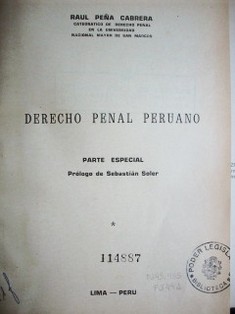 RAUL PEÑA CABRERA
CATEDRATICO DE DERECHO PENAL
DE LA UNIVERSIDAD
NACIONAL MAYOR DE SAN MARCOS
DERECHO PENAL PERUANO
PARTE ESPECIAL
Prólogo de Sebastián Soler
*
114887
PODER LEGISL
BIBLIOTECA
LIMA — PERU